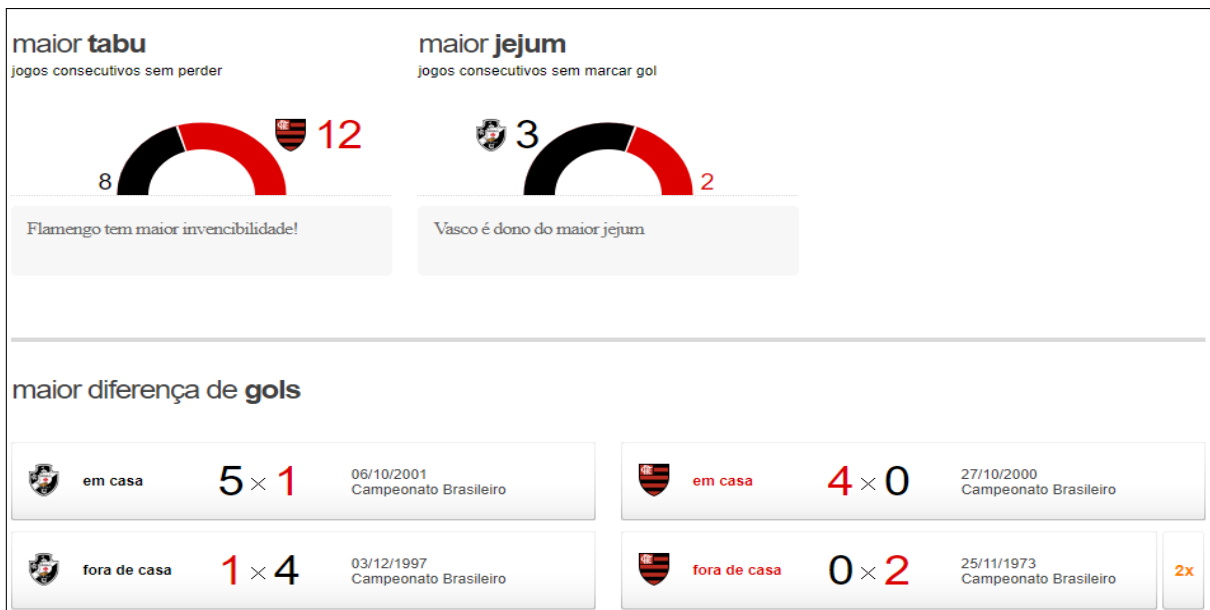 maior tabu
jogos consecutivos sem perder
8
12
Flamengo tem maior invencibilidade!
maior jejum
jogos consecutivos sem marcar gol
3
2
Vasco é dono do maior jejum
maior diferença de gols
em casa 5 × 1 06/10/2001
Campeonato Brasileiro
em casa 4 × 0 27/10/2000
Campeonato Brasileiro
fora de casa 1 × 4 03/12/1997
Campeonato Brasileiro
fora de casa 0 × 2 25/11/1973
Campeonato Brasileiro
2x